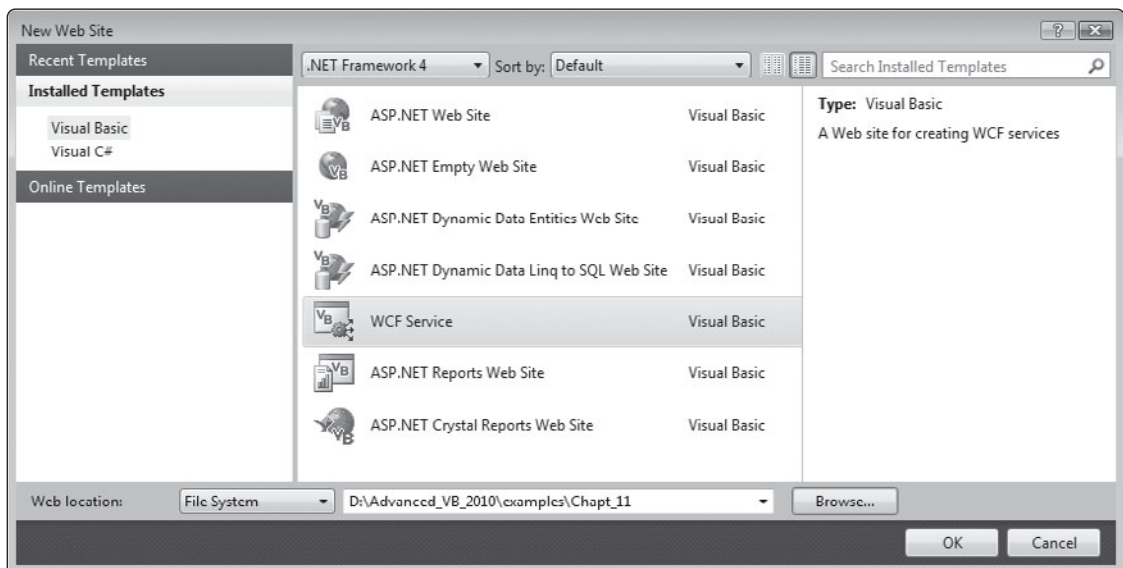 New Web Site
Recent Templates
Installed Templates
Visual Basic
Visual C#
Online Templates
.NET Framework 4
Sort by: Default
Search Installed Templates
ASP.NET Web Site Visual Basic
ASP.NET Empty Web Site Visual Basic
ASP.NET Dynamic Data Entities Web Site Visual Basic
ASP.NET Dynamic Data Linq to SQL Web Site Visual Basic
WCF Service Visual Basic
ASP.NET Reports Web Site Visual Basic
ASP.NET Crystal Reports Web Site Visual Basic
Type: Visual Basic
A Web site for creating WCF services
Web location: File System D:\Advanced_VB_2010\examples\Chapt_11 Browse...
OK Cancel